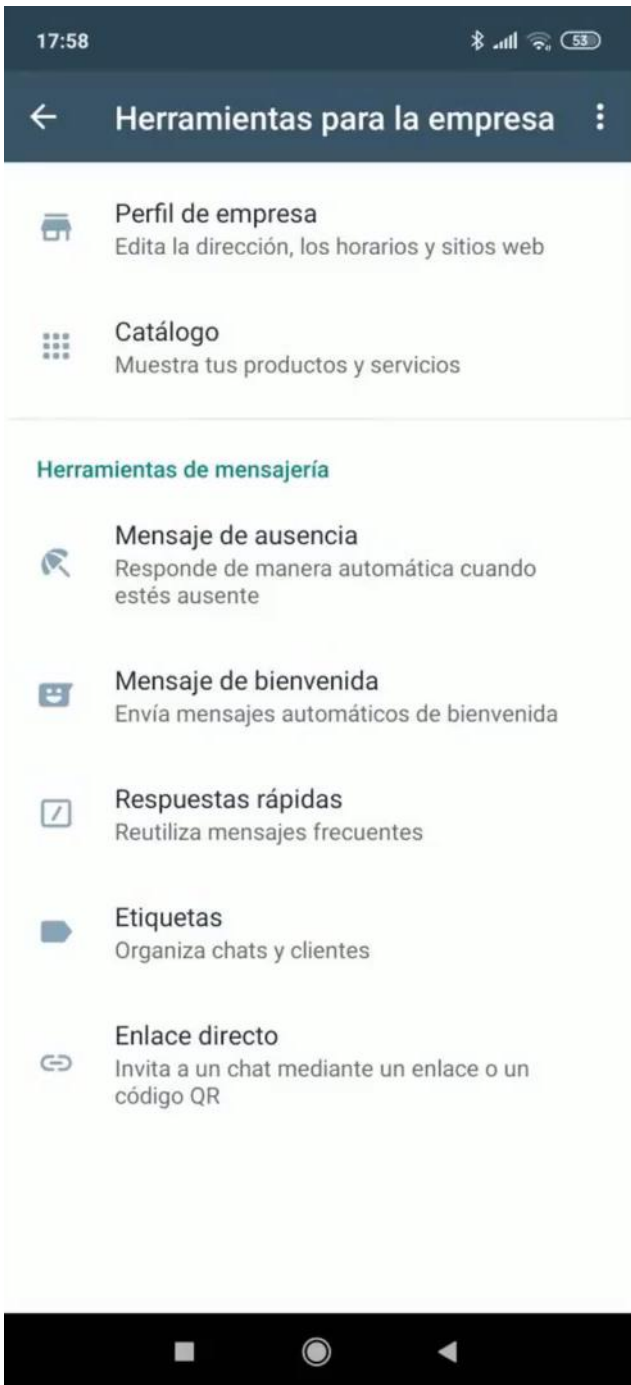 17:58
53
Herramientas para la empresa
Perfil de empresa
Edita la dirección, los horarios y sitios web
Catálogo
Muestra tus productos y servicios
Herramientas de mensajería
Mensaje de ausencia
Responde de manera automática cuando
estés ausente
Mensaje de bienvenida
Envía mensajes automáticos de bienvenida
Respuestas rápidas
Reutiliza mensajes frecuentes
Etiquetas
Organiza chats y clientes
Enlace directo
Invita a un chat mediante un enlace o un
código QR